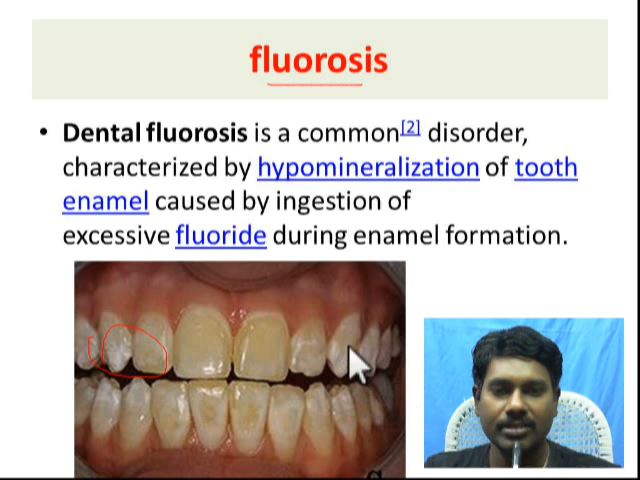 fluorosis
• Dental fluorosis is a common[2] disorder,
characterized by hypomineralization of tooth
enamel caused by ingestion of
excessive fluoride during enamel formation.